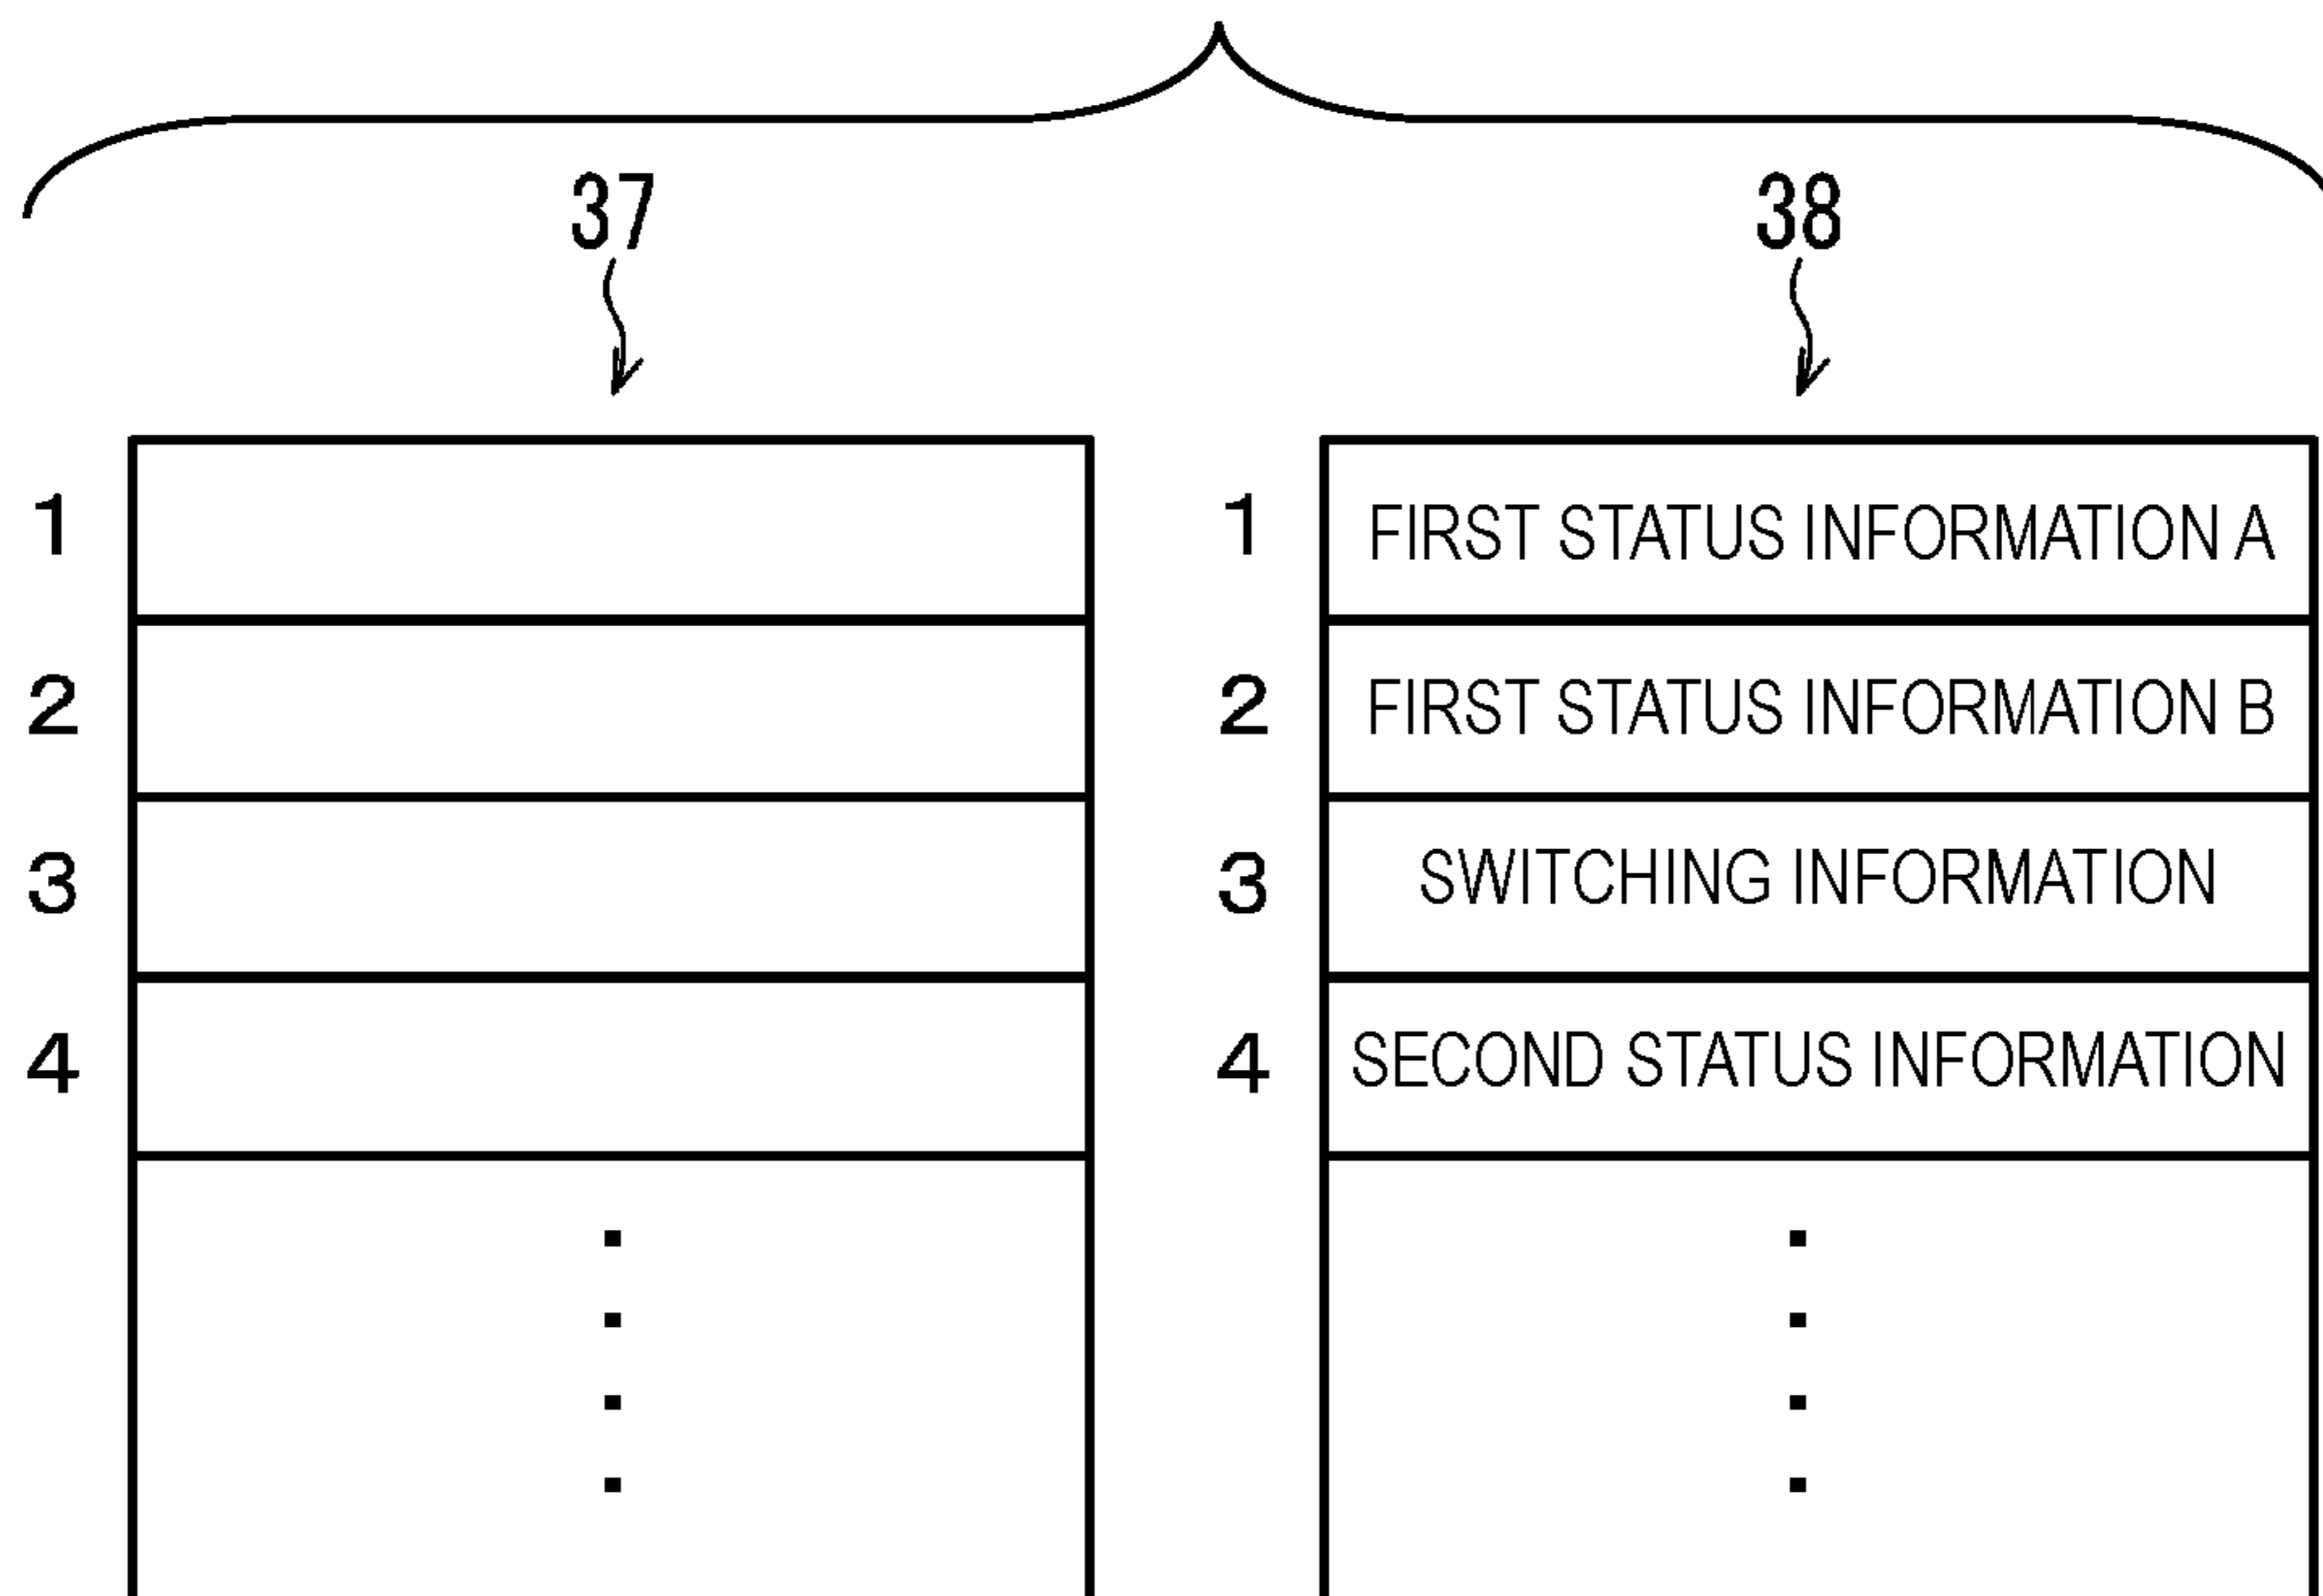 37 38
1 1 FIRST STATUS INFORMATION A
2 2 FIRST STATUS INFORMATION B
3 3 SWITCHING INFORMATION
4 4 SECOND STATUS INFORMATION